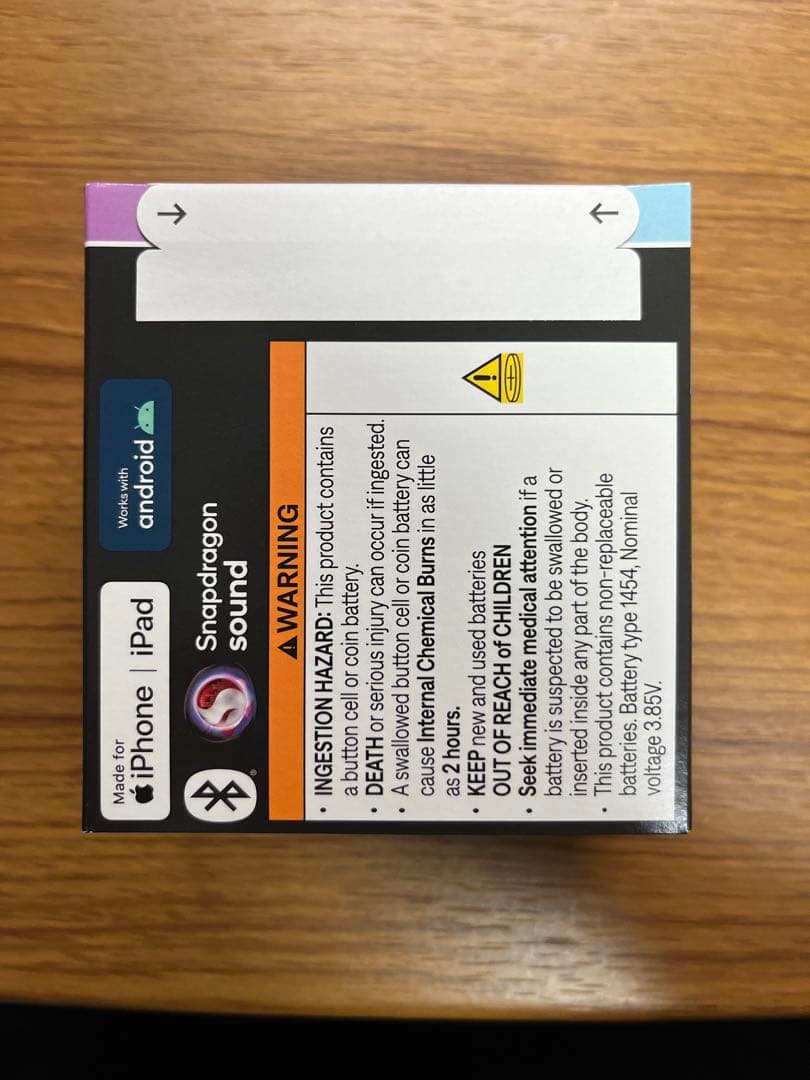 Made for
iPhone | iPad
Works with
android
Snapdragon
sound
WARNING
• INGESTION HAZARD: This product contains
a button cell or coin battery.
• DEATH or serious injury can occur if ingested.
• A swallowed button cell or coin battery can
cause Internal Chemical Burns in as little
as 2 hours.
• KEEP new and used batteries
OUT OF REACH of CHILDREN
• Seek immediate medical attention if a
battery is suspected to be swallowed or
inserted inside any part of the body.
• This product contains non-replaceable
batteries. Battery type 1454, Nominal
voltage 3.85V.